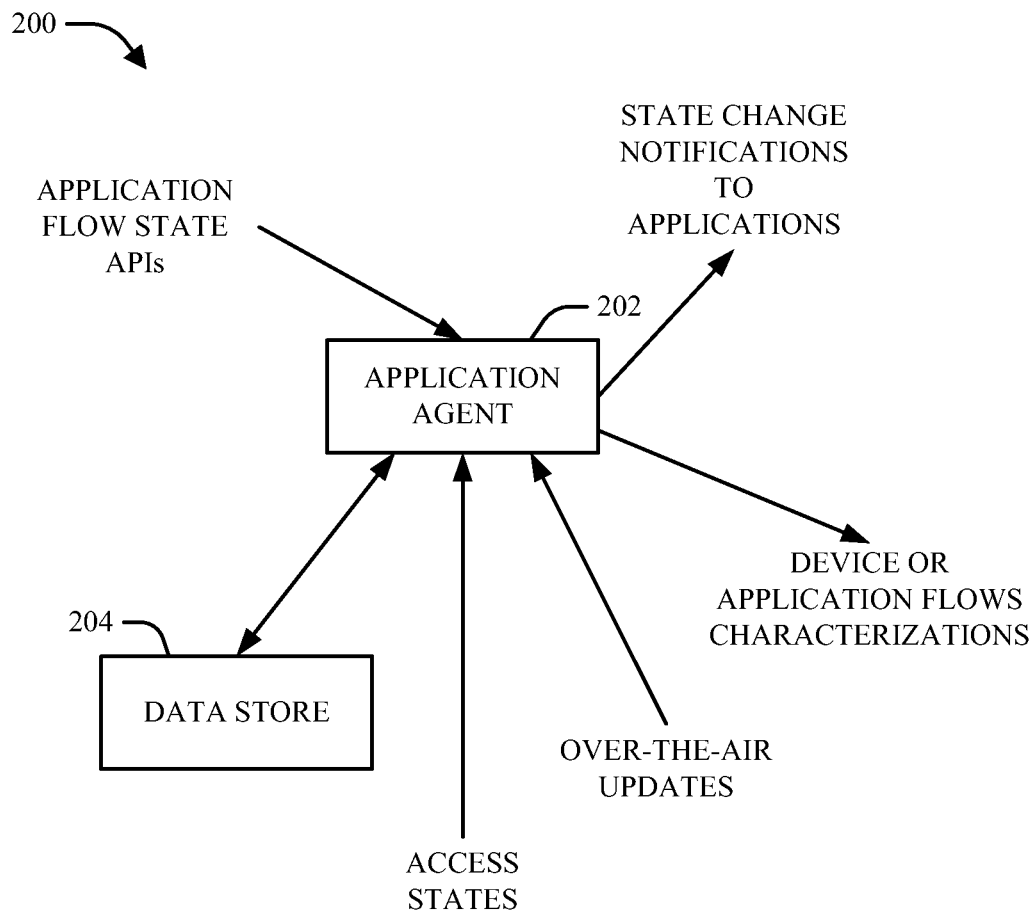 200
STATE CHANGE
NOTIFICATIONS
TO
APPLICATIONS
APPLICATION
FLOW STATE
APIs
202
APPLICATION
AGENT
DEVICE OR
APPLICATION FLOWS
CHARACTERIZATIONS
204
DATA STORE
OVER-THE-AIR
UPDATES
ACCESS
STATES